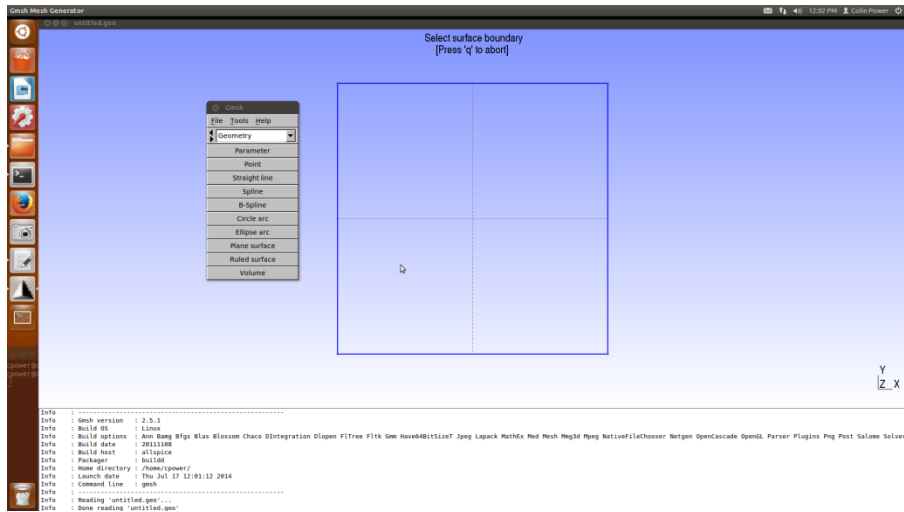 Gmsh Mesh Generator
12:02 PM Colin Power
untitled.geo
Select surface boundary
[Press 'q' to abort]
Gmsh
File Tools Help
Geometry
Parameter
Point
Straight line
Spline
B-Spline
Circle arc
Ellipse arc
Plane surface
Ruled surface
Volume
Y
Z X
Info : --------------------------------------------------------
Info : Gmsh version : 2.5.1
Info : Build OS : Linux
Info : Build options : Ann Bamg Bfgs Blas Blossom Chaco DIntegration Dlopen FlTree Fltk Gmm Have64BitSizeT Jpeg Lapack MathEx Med Mesh Mmg3d Mpeg NativeFileChooser Netgen OpenCascade OpenGL Parser Plugins Png Post Salome Solver
Info : Build date : 20111108
Info : Build host : allspice
Info : Packager : buildd
Info : Home directory : /home/cpower/
Info : Launch date : Thu Jul 17 12:01:12 2014
Info : Command line : gmsh
Info : --------------------------------------------------------
Info : Reading 'untitled.geo'...
Info : Done reading 'untitled.geo'